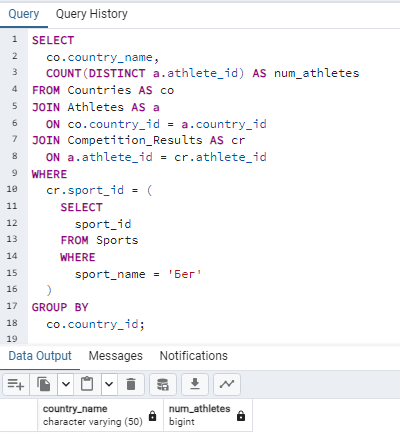 Query Query History
1 SELECT
2 co.country_name,
3 COUNT(DISTINCT a.athlete_id) AS num_athletes
4 FROM Countries AS co
5 JOIN Athletes AS a
6 ON co.country_id = a.country_id
7 JOIN Competition_Results AS cr
8 ON a.athlete_id = cr.athlete_id
9 WHERE
10 cr.sport_id = (
11 SELECT
12 sport_id
13 FROM Sports
14 WHERE
15 sport_name = 'Бег'
16 )
17 GROUP BY
18 co.country_id;
19
Data Output Messages Notifications
country_name num_athletes
character varying (50) bigint